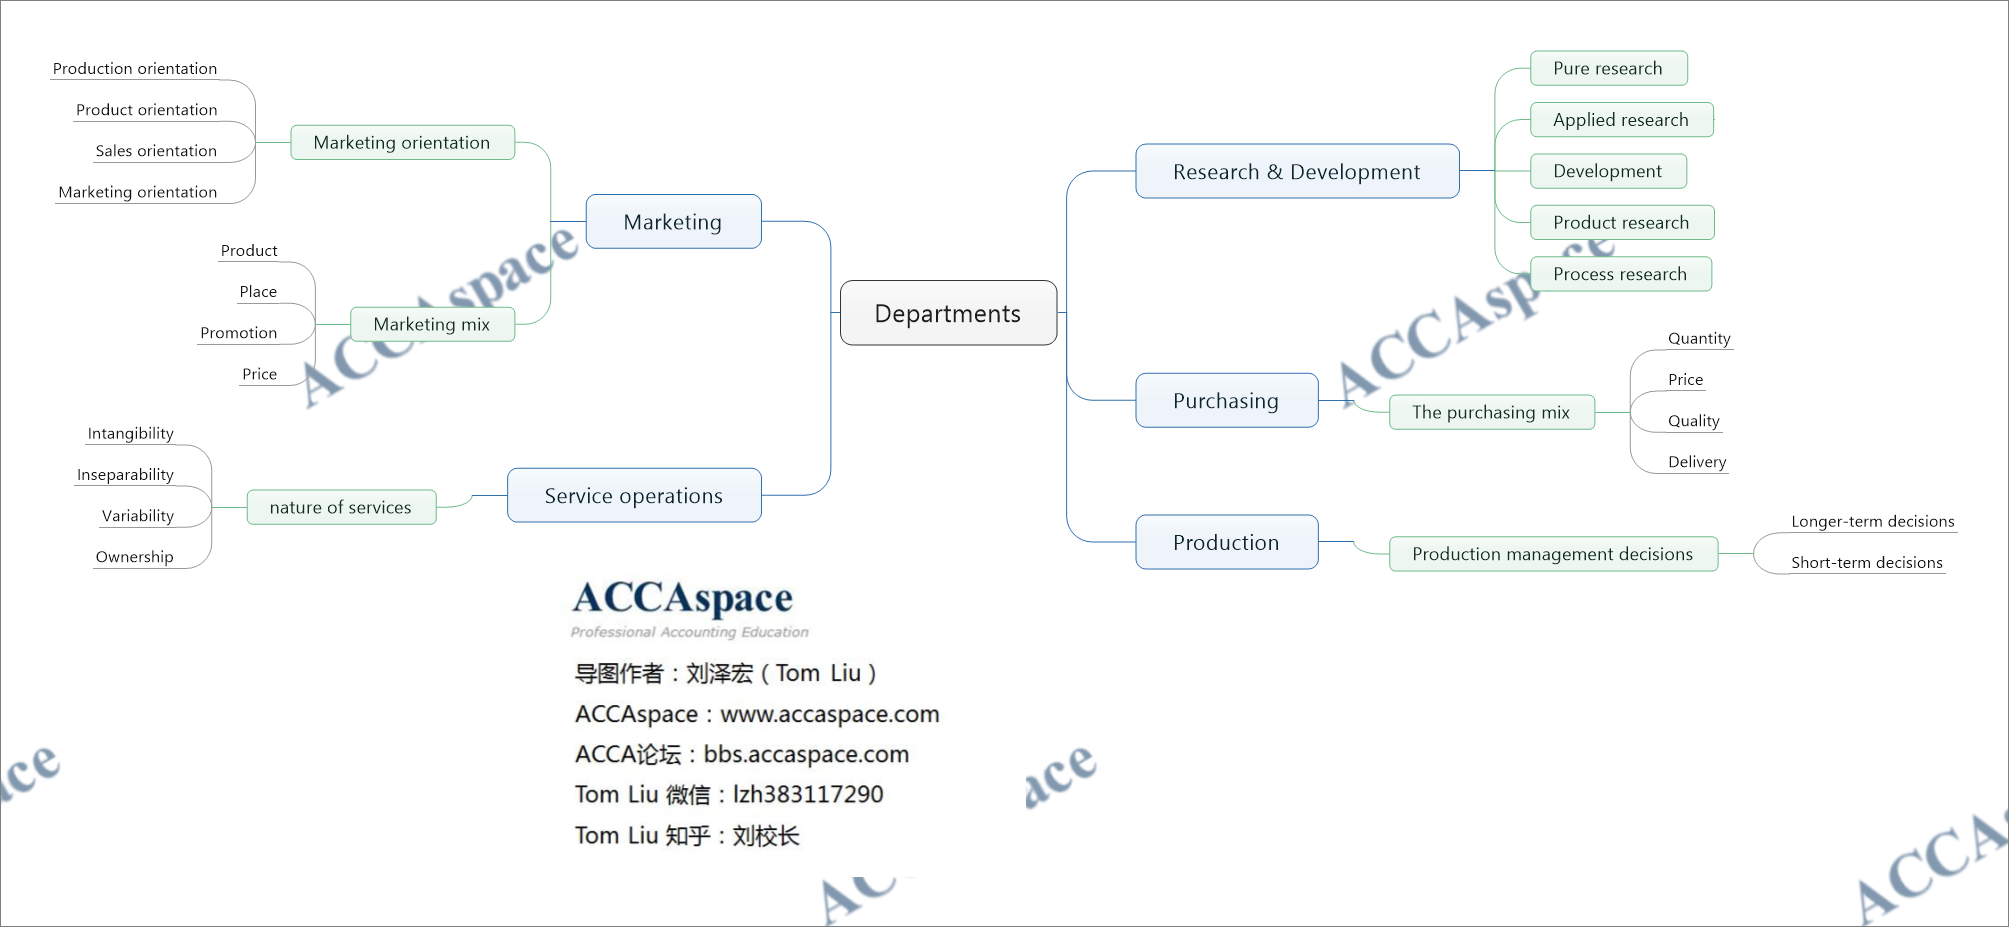 Departments
Research & Development
Pure research
Applied research
Development
Product research
Process research
Purchasing
The purchasing mix
Quantity
Price
Quality
Delivery
Production
Production management decisions
Longer-term decisions
Short-term decisions
Marketing
Marketing orientation
Production orientation
Product orientation
Sales orientation
Marketing orientation
Marketing mix
Product
Place
Promotion
Price
Service operations
nature of services
Intangibility
Inseparability
Variability
Ownership
ACCAspace
Professional Accounting Education
导图作者：刘泽宏（Tom Liu）
ACCAspace：www.accaspace.com
ACCA论坛：bbs.accaspace.com
Tom Liu 微信：lzh383117290
Tom Liu 知乎：刘校长
ACCAspace
ACCAspace